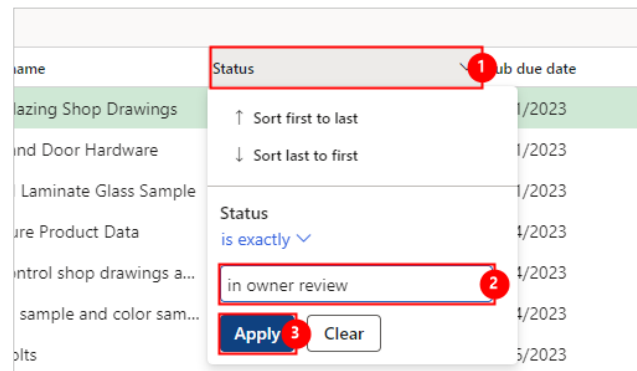 ame Status 1 ub due date
lazing Shop Drawings ↑ Sort first to last 1/2023
nd Door Hardware ↓ Sort last to first 1/2023
Laminate Glass Sample 1/2023
ure Product Data Status 4/2023
is exactly
ntrol shop drawings a... in owner review 2 4/2023
sample and color sam... Apply 3 Clear 4/2023
olts 5/2023